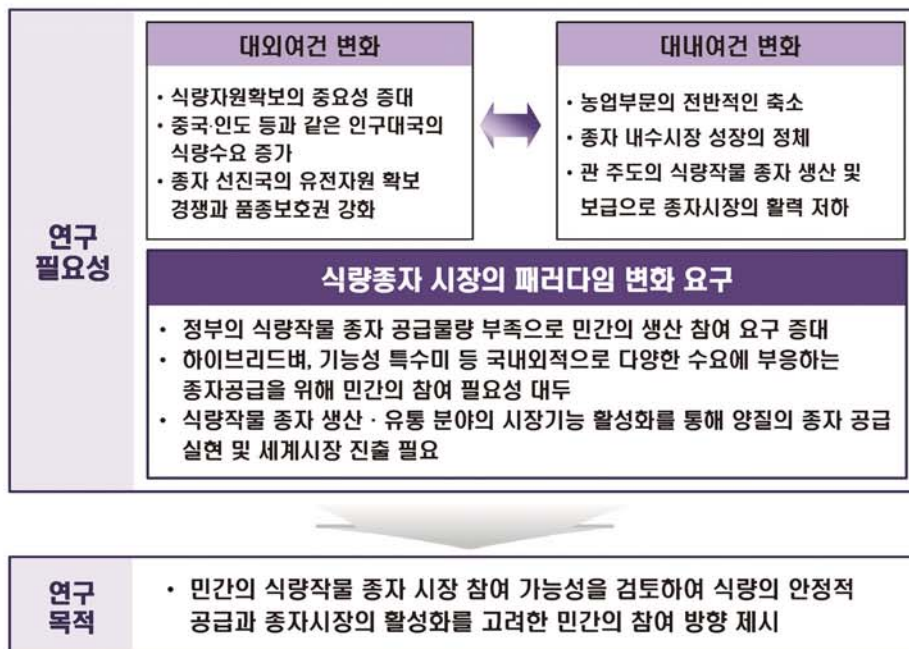 연구
필요성
대외여건 변화
• 식량자원확보의 중요성 증대
• 중국·인도 등과 같은 인구대국의
식량수요 증가
• 종자 선진국의 유전자원 확보
경쟁과 품종보호권 강화
대내여건 변화
• 농업부문의 전반적인 축소
• 종자 내수시장 성장의 정체
• 관 주도의 식량작물 종자 생산 및
보급으로 종자시장의 활력 저하
식량종자 시장의 패러다임 변화 요구
• 정부의 식량작물 종자 공급물량 부족으로 민간의 생산 참여 요구 증대
• 하이브리드벼, 기능성 특수미 등 국내외적으로 다양한 수요에 부응하는
종자공급을 위해 민간의 참여 필요성 대두
• 식량작물 종자 생산 · 유통 분야의 시장기능 활성화를 통해 양질의 종자 공급
실현 및 세계시장 진출 필요
연구
목적
• 민간의 식량작물 종자 시장 참여 가능성을 검토하여 식량의 안정적
공급과 종자시장의 활성화를 고려한 민간의 참여 방향 제시